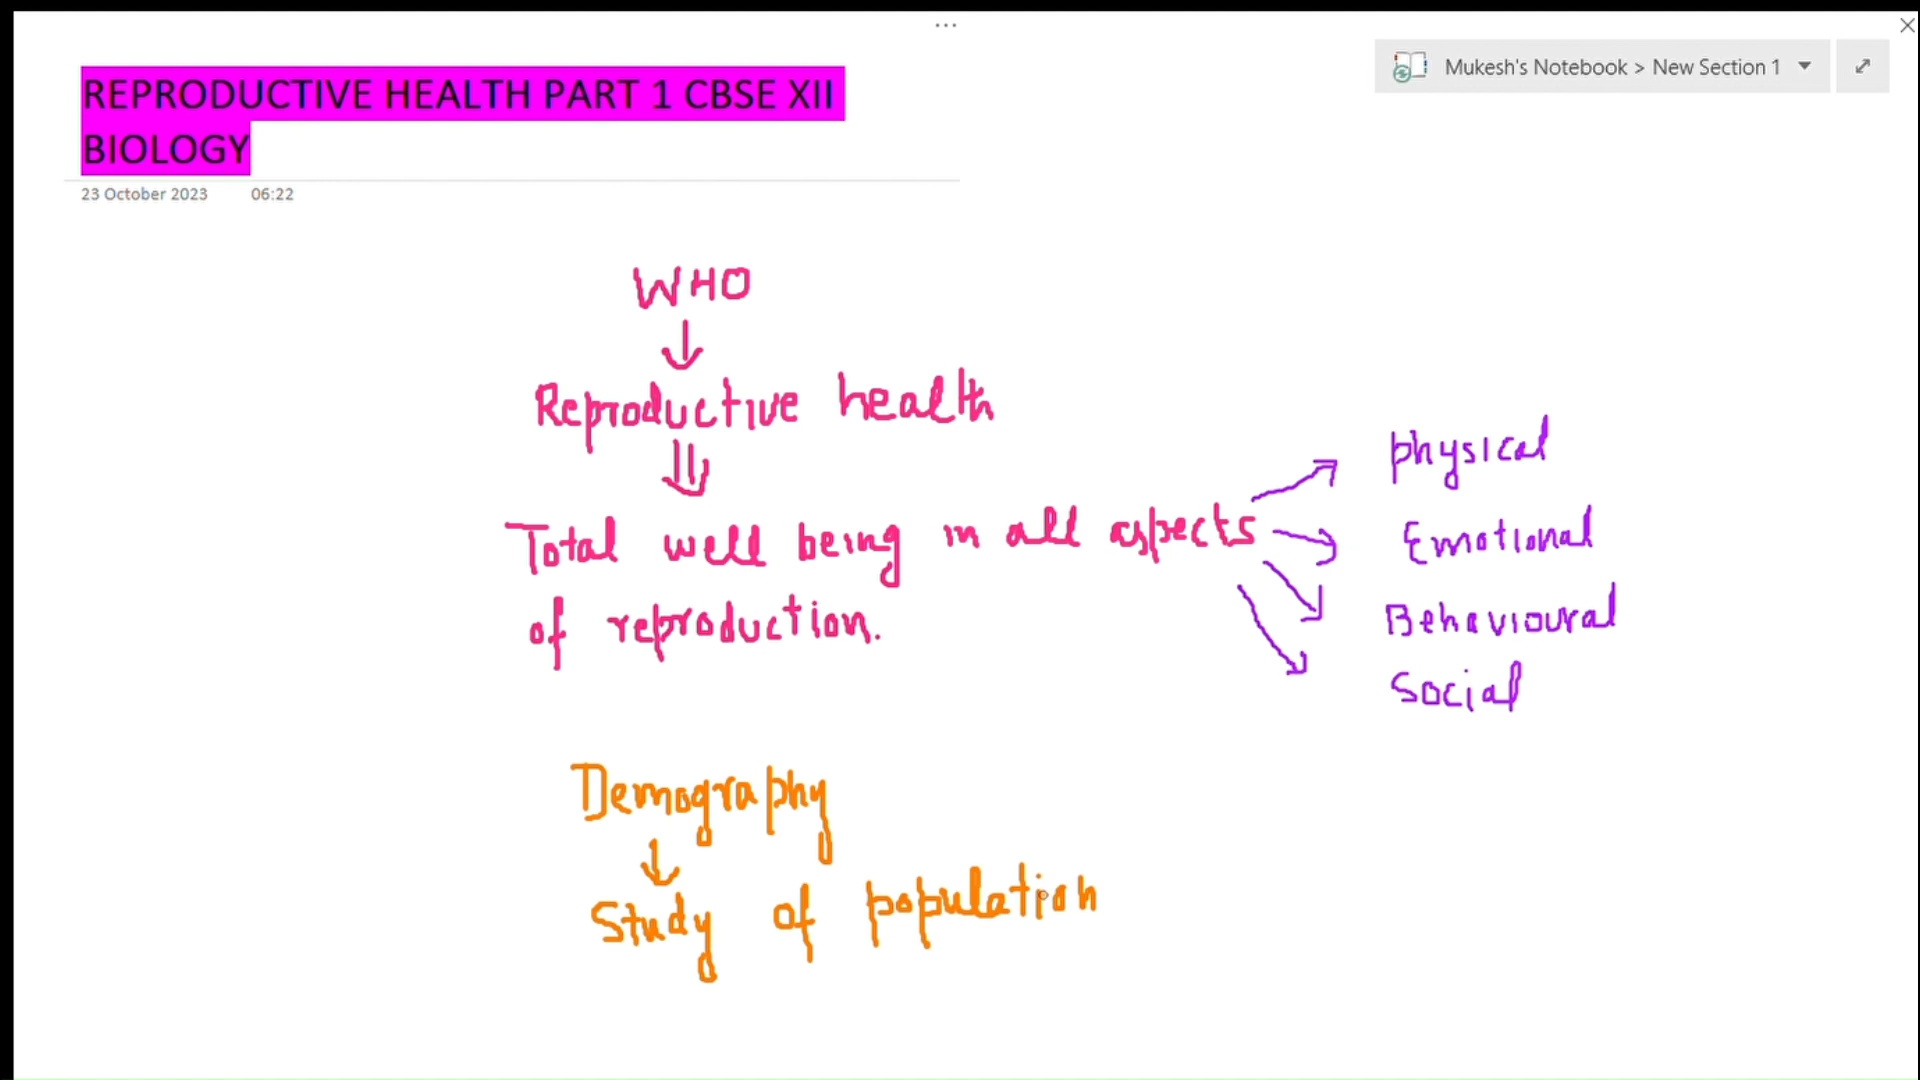 ...
Mukesh's Notebook > New Section 1
REPRODUCTIVE HEALTH PART 1 CBSE XII
BIOLOGY
23 October 2023 06:22
WHO
Reproductive health
Total well being in all aspects
of reproduction.
physical
Emotional
Behavioural
Social
Demography
Study of population